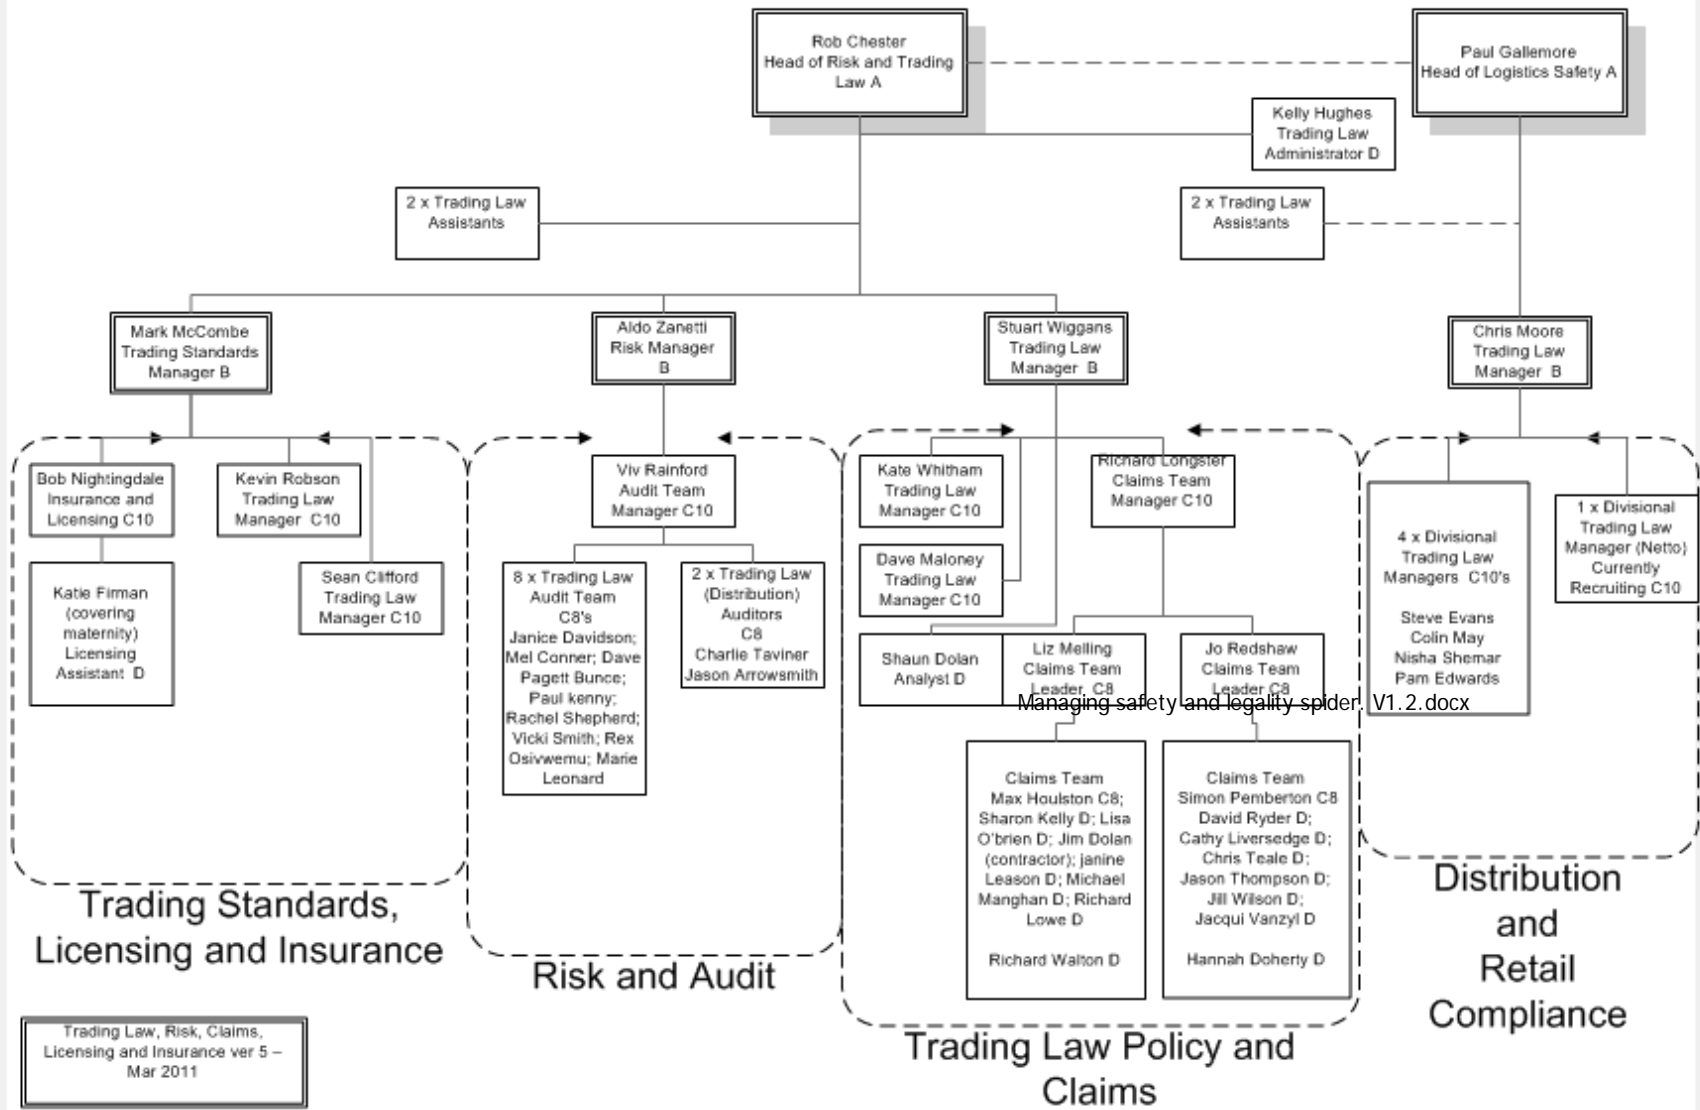 Rob Chester
Head of Risk and Trading
Law A
Paul Gallemore
Head of Logistics Safety A
Kelly Hughes
Trading Law
Administrator D
2 x Trading Law
Assistants
2 x Trading Law
Assistants
Mark McCombe
Trading Standards
Manager B
Aldo Zanetti
Risk Manager
B
Stuart Wiggans
Trading Law
Manager B
Chris Moore
Trading Law
Manager B
Bob Nightingdale
Insurance and
Licensing C10
Kevin Robson
Trading Law
Manager C10
Katie Firman
(covering
maternity)
Licensing
Assistant D
Sean Clifford
Trading Law
Manager C10
Trading Standards,
Licensing and Insurance
Viv Rainford
Audit Team
Manager C10
8 x Trading Law
Audit Team
C8's
Janice Davidson;
Mel Conner; Dave
Pagett Bunce;
Paul kenny;
Rachel Shepherd;
Vicki Smith; Rex
Osivwemu; Marie
Leonard
2 x Trading Law
(Distribution)
Auditors
C8
Charlie Taviner
Jason Arrowsmith
Risk and Audit
Kate Whitham
Trading Law
Manager C10
Richard Longster
Claims Team
Manager C10
Dave Maloney
Trading Law
Manager C10
Shaun Dolan
Analyst D
Liz Melling
Claims Team
Leader C8
Jo Redshaw
Claims Team
Leader C8
Managing safety and legality spider. V1.2.docx
Claims Team
Max Houlston C8;
Sharon Kelly D; Lisa
O'brien D; Jim Dolan
(contractor); janine
Leason D; Michael
Manghan D; Richard
Lowe D
Richard Walton D
Claims Team
Simon Pemberton C8
David Ryder D;
Cathy Liversedge D;
Chris Teale D;
Jason Thompson D;
Jill Wilson D;
Jacqui Vanzyl D
Hannah Doherty D
Trading Law Policy and
Claims
4 x Divisional
Trading Law
Managers C10's
Steve Evans
Colin May
Nisha Shemar
Pam Edwards
1 x Divisional
Trading Law
Manager (Netto)
Currently
Recruiting C10
Distribution
and
Retail
Compliance
Trading Law, Risk, Claims,
Licensing and Insurance ver 5 –
Mar 2011